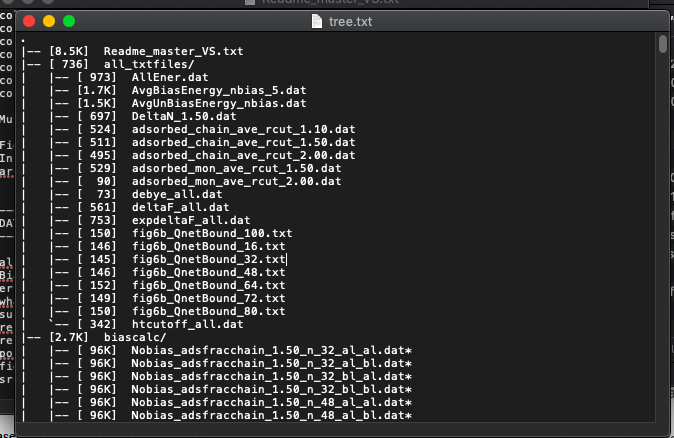 Readme_master_VS.txt
tree.txt
.
|-- [8.5K]  Readme_master_VS.txt
|-- [ 736]  all_txtfiles/
|   |-- [ 973]  AllEner.dat
|   |-- [1.7K]  AvgBiasEnergy_nbias_5.dat
|   |-- [1.5K]  AvgUnBiasEnergy_nbias.dat
|   |-- [ 697]  DeltaN_1.50.dat
|   |-- [ 524]  adsorbed_chain_ave_rcut_1.10.dat
|   |-- [ 511]  adsorbed_chain_ave_rcut_1.50.dat
|   |-- [ 495]  adsorbed_chain_ave_rcut_2.00.dat
|   |-- [ 529]  adsorbed_mon_ave_rcut_1.50.dat
|   |-- [  90]  adsorbed_mon_ave_rcut_2.00.dat
|   |-- [  73]  debye_all.dat
|   |-- [ 561]  deltaF_all.dat
|   |-- [ 753]  expdeltaF_all.dat
|   |-- [ 150]  fig6b_QnetBound_100.txt
|   |-- [ 146]  fig6b_QnetBound_16.txt
|   |-- [ 145]  fig6b_QnetBound_32.txt
|   |-- [ 146]  fig6b_QnetBound_48.txt
|   |-- [ 152]  fig6b_QnetBound_64.txt
|   |-- [ 149]  fig6b_QnetBound_72.txt
|   |-- [ 150]  fig6b_QnetBound_80.txt
|   `-- [ 342]  htcutoff_all.dat
|-- [2.7K]  biascalc/
|   |-- [ 96K]  Nobias_adsfracchain_1.50_n_32_al_al.dat*
|   |-- [ 96K]  Nobias_adsfracchain_1.50_n_32_al_bl.dat*
|   |-- [ 96K]  Nobias_adsfracchain_1.50_n_32_bl_al.dat*
|   |-- [ 96K]  Nobias_adsfracchain_1.50_n_32_bl_bl.dat*
|   |-- [ 96K]  Nobias_adsfracchain_1.50_n_48_al_al.dat*
|   |-- [ 96K]  Nobias_adsfracchain_1.50_n_48_al_bl.dat*